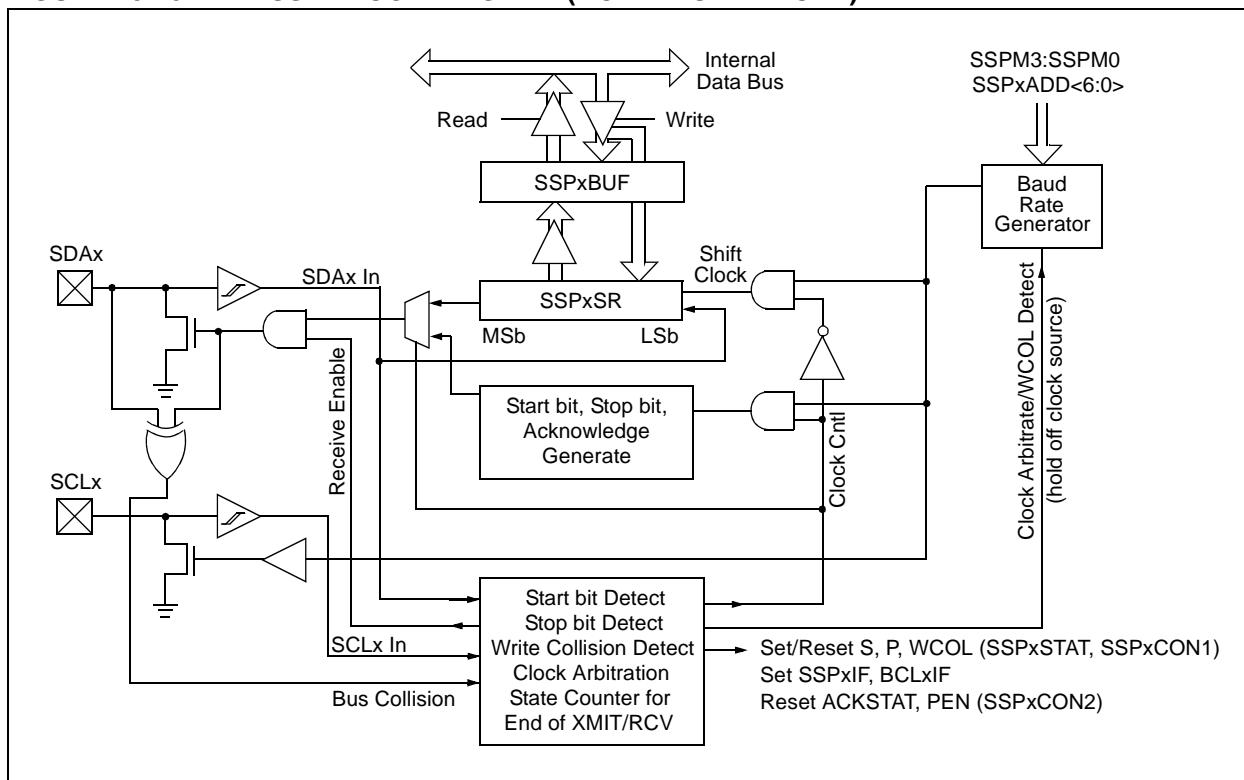 Internal
Data Bus
SSPM3:SSPM0
SSPxADD<6:0>
Read
Write
SSPxBUF
Baud
Rate
Generator
SDAx
SDAx In
Shift
Clock
SSPxSR
MSb
LSb
Receive Enable
Start bit, Stop bit,
Acknowledge
Generate
Clock Cntl
Clock Arbitrate/WCOL Detect
(hold off clock source)
SCLx
SCLx In
Bus Collision
Start bit Detect
Stop bit Detect
Write Collision Detect
Clock Arbitration
State Counter for
End of XMIT/RCV
Set/Reset S, P, WCOL (SSPxSTAT, SSPxCON1)
Set SSPxIF, BCLxIF
Reset ACKSTAT, PEN (SSPxCON2)